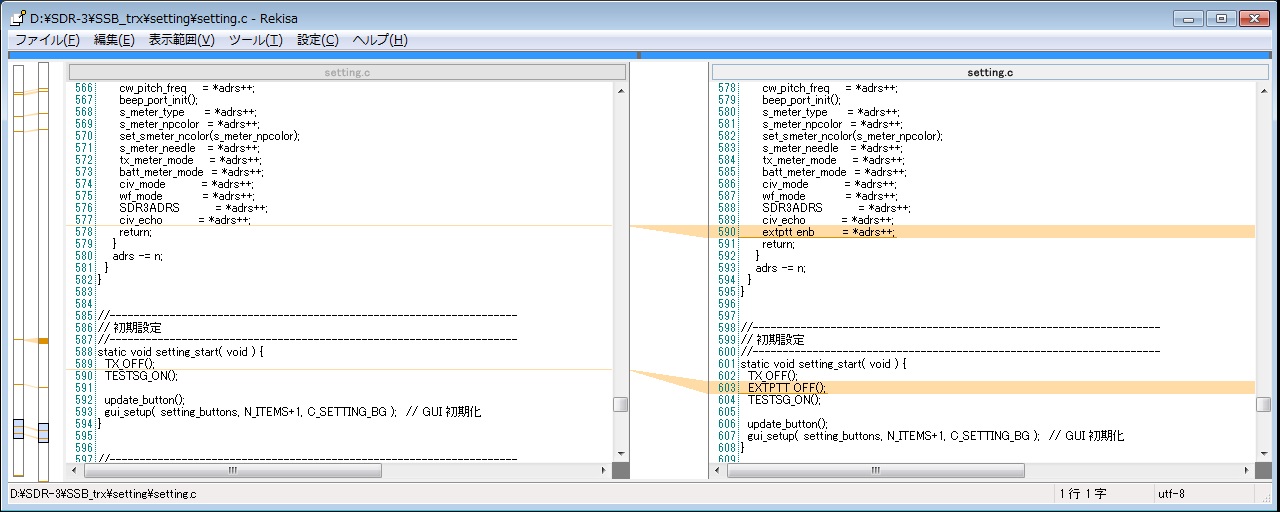 D:¥SDR-3¥SSB_trx¥setting¥setting.c - Rekisa
ファイル(F) 編集(E) 表示範囲(V) ツール(T) 設定(C) ヘルプ(H)
setting.c
566 cw_pitch_freq = *adrs++;
567 beep_port_init();
568 s_meter_type = *adrs++;
569 s_meter_npcolor = *adrs++;
570 set_smeter_ncolor(s_meter_npcolor);
571 s_meter_needle = *adrs++;
572 tx_meter_mode = *adrs++;
573 batt_meter_mode = *adrs++;
574 civ_mode = *adrs++;
575 wf_mode = *adrs++;
576 SDR3ADRS = *adrs++;
577 civ_echo = *adrs++;
578 return;
579 }
580 adrs -= n;
581 }
582 }
583
584
585 //--------------------------------------------------------------------
586 // 初期設定
587 //--------------------------------------------------------------------
588 static void setting_start( void ) {
589 TX_OFF();
590 TESTSG_ON();
591
592 update_button();
593 gui_setup( setting_buttons, N_ITEMS+1, C_SETTING_BG ); // GUI 初期化
594 }
595
596
597 //--------------------------------------------------------------------
setting.c
578 cw_pitch_freq = *adrs++;
579 beep_port_init();
580 s_meter_type = *adrs++;
581 s_meter_npcolor = *adrs++;
582 set_smeter_ncolor(s_meter_npcolor);
583 s_meter_needle = *adrs++;
584 tx_meter_mode = *adrs++;
585 batt_meter_mode = *adrs++;
586 civ_mode = *adrs++;
587 wf_mode = *adrs++;
588 SDR3ADRS = *adrs++;
589 civ_echo = *adrs++;
590 extptt_enb = *adrs++;
591 return;
592 }
593 adrs -= n;
594 }
595 }
596
597
598 //--------------------------------------------------------------------
599 // 初期設定
600 //--------------------------------------------------------------------
601 static void setting_start( void ) {
602 TX_OFF();
603 EXTPTT_OFF();
604 TESTSG_ON();
605
606 update_button();
607 gui_setup( setting_buttons, N_ITEMS+1, C_SETTING_BG ); // GUI 初期化
608 }
609
D:¥SDR-3¥SSB_trx¥setting¥setting.c 1 行 1 字 utf-8